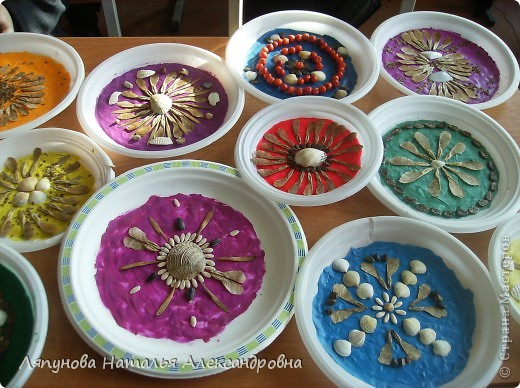 Ляпунова Наталья Александровна
© Страна Мастеров